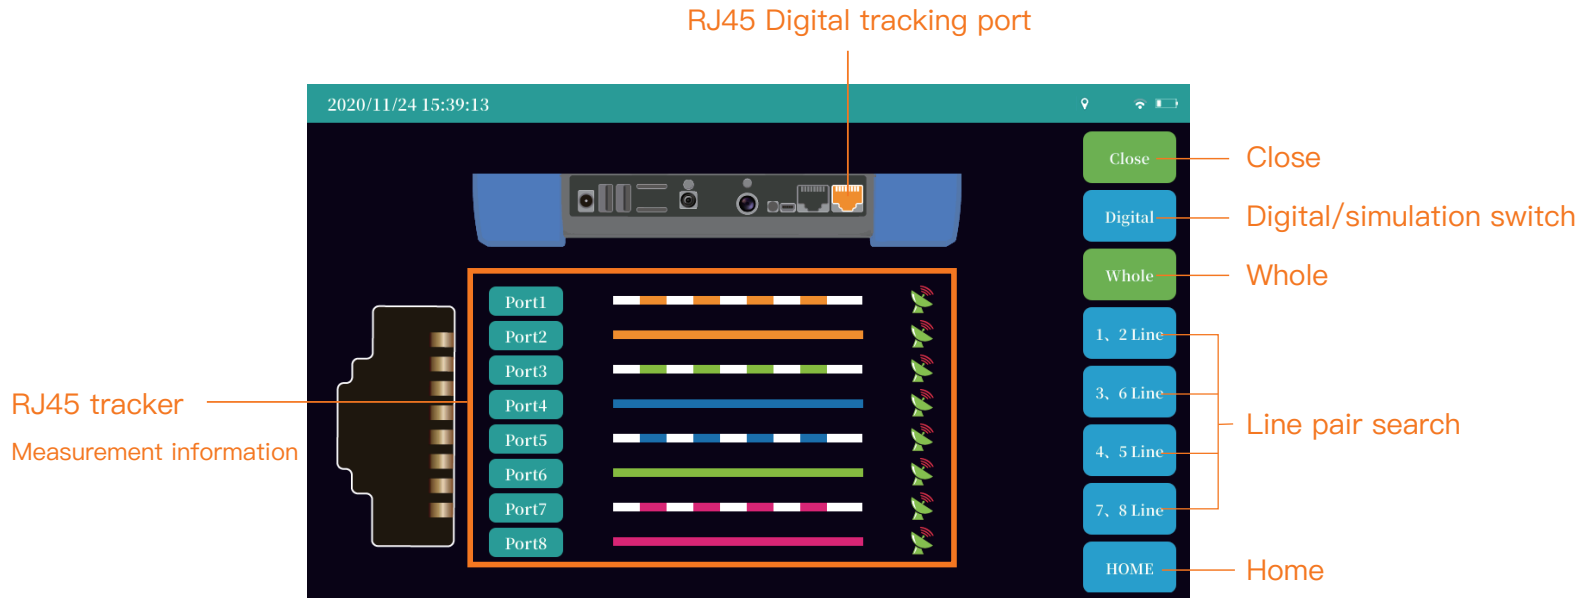 RJ45 Digital tracking port
2020/11/24 15:39:13
Close
Close
Digital
Digital/simulation switch
Whole
Whole
Port1
Port2
Port3
Port4
Port5
Port6
Port7
Port8
1、2 Line
3、6 Line
4、5 Line
7、8 Line
Line pair search
RJ45 tracker
Measurement information
HOME
Home